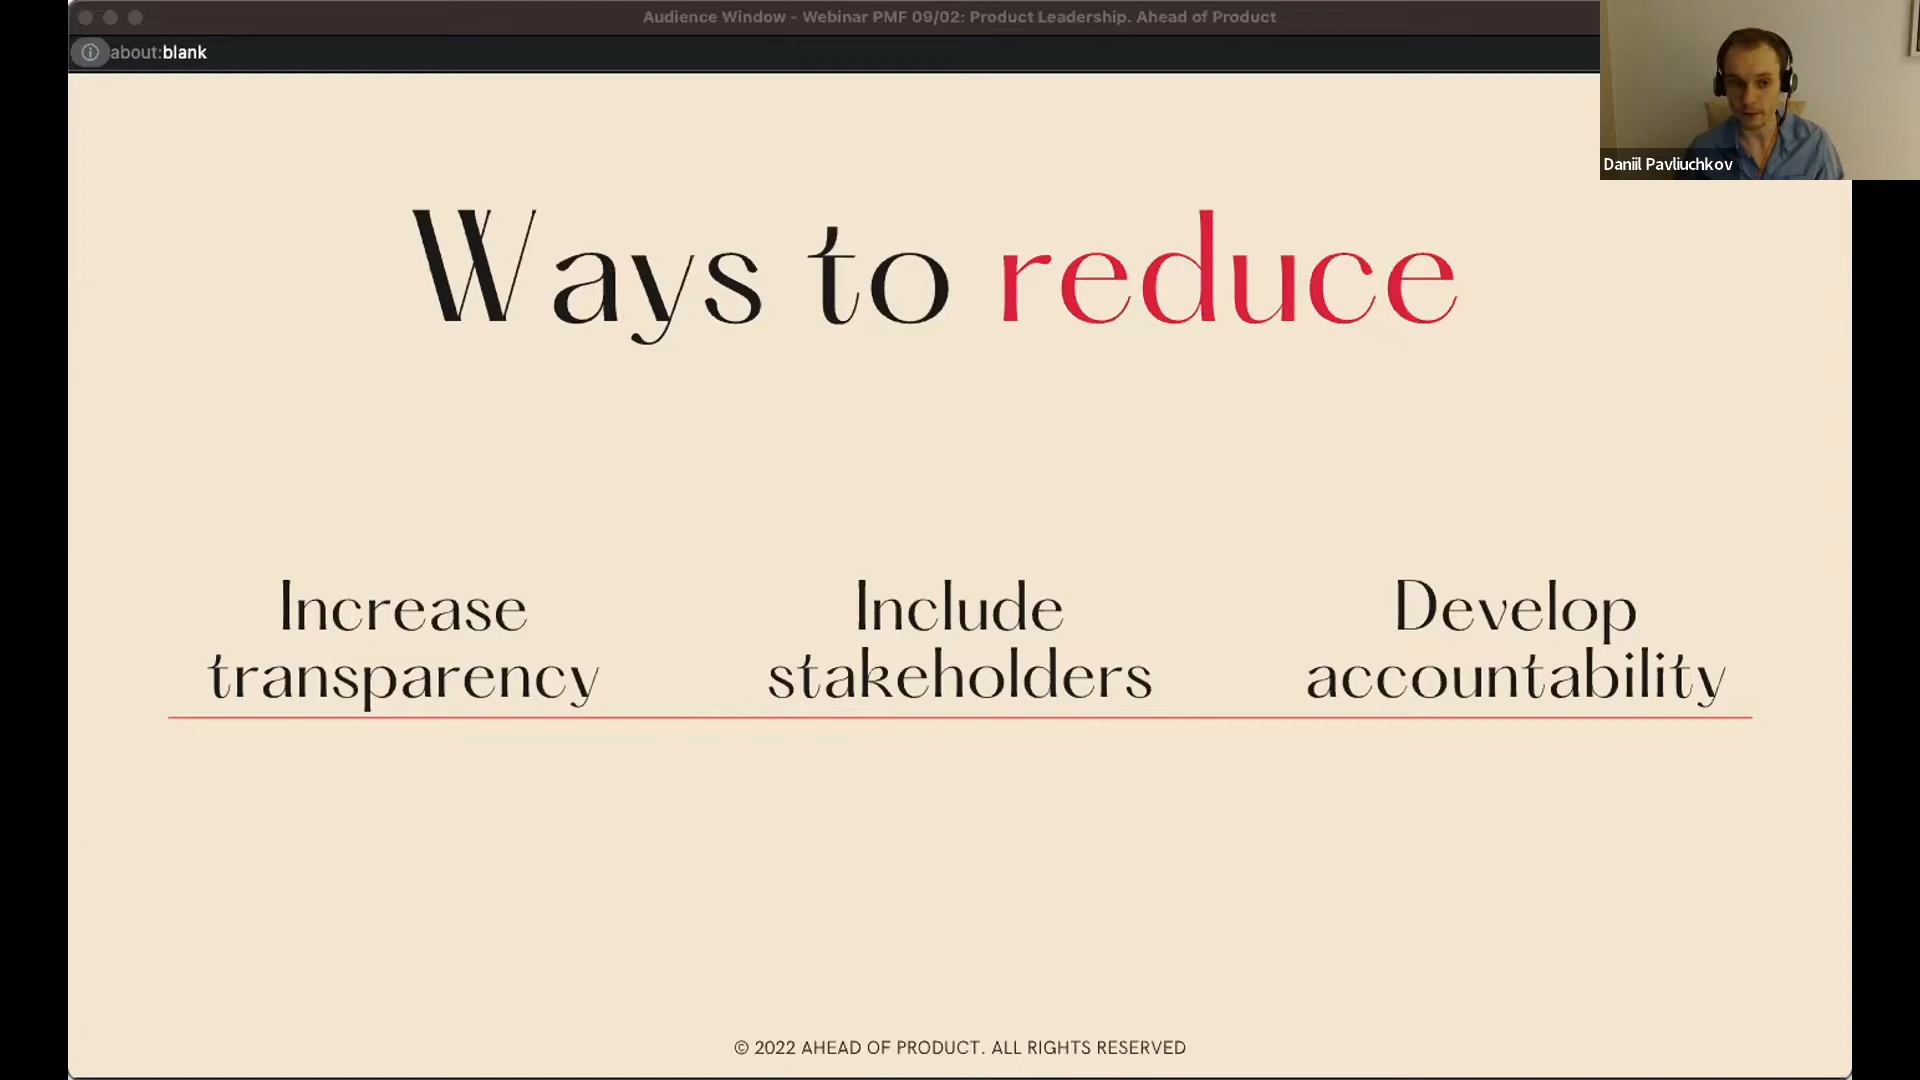 Audience Window - Webinar PMF 09/02: Product Leadership. Ahead of Product
about:blank
Daniil Pavliuchkov
Ways to reduce
Increase
transparency
Include
stakeholders
Develop
accountability
© 2022 AHEAD OF PRODUCT. ALL RIGHTS RESERVED